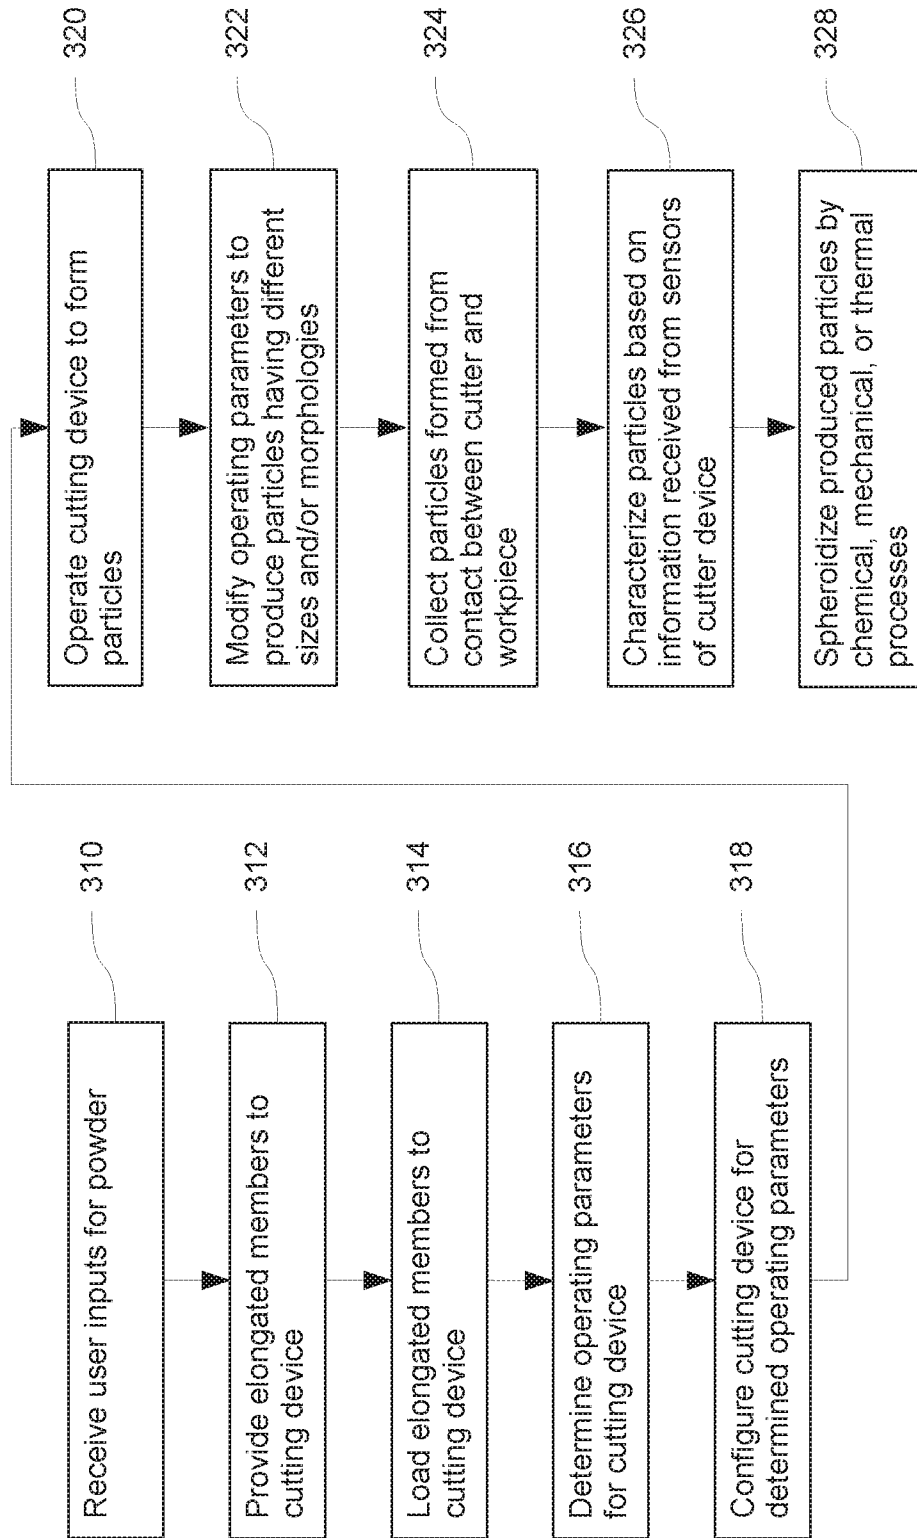 Receive user inputs for powder
310
Provide elongated members to
cutting device
312
Load elongated members to
cutting device
314
Determine operating parameters
for cutting device
316
Configure cutting device for
determined operating parameters
318
Operate cutting device to form
particles
320
Modify operating parameters to
produce particles having different
sizes and/or morphologies
322
Collect particles formed from
contact between cutter and
workpiece
324
Characterize particles based on
information received from sensors
of cutter device
326
Spheroidize produced particles by
chemical, mechanical, or thermal
processes
328